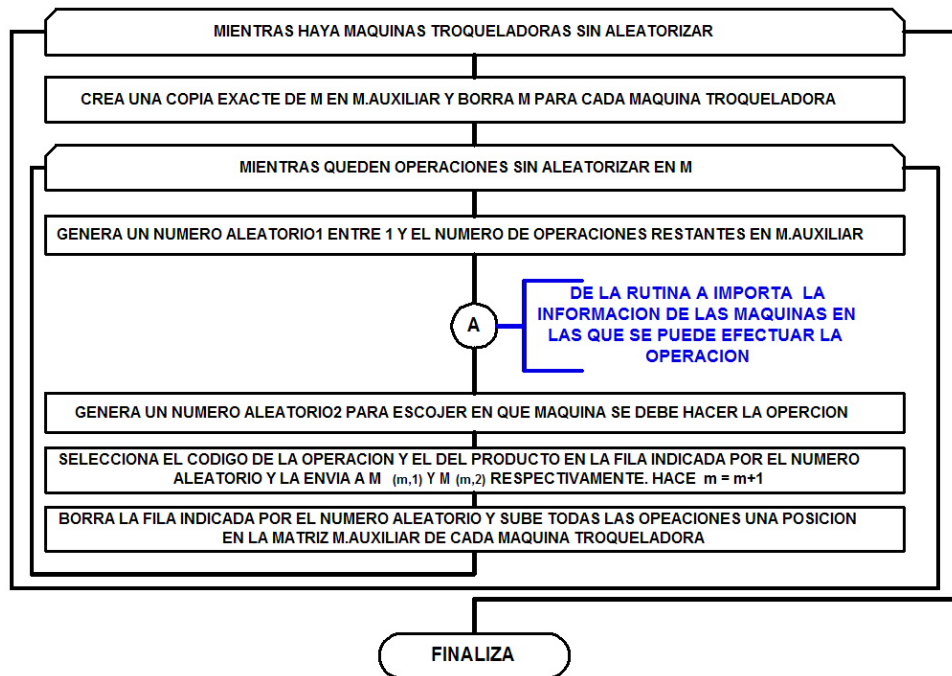 MIENTRAS HAYA MAQUINAS TROQUELADORAS SIN ALEATORIZAR
CREA UNA COPIA EXACTE DE M EN M.AUXILIAR Y BORRA M PARA CADA MAQUINA TROQUELADORA
MIENTRAS QUEDEN OPERACIONES SIN ALEATORIZAR EN M
GENERA UN NUMERO ALEATORIO1 ENTRE 1 Y EL NUMERO DE OPERACIONES RESTANTES EN M.AUXILIAR
A
DE LA RUTINA A IMPORTA LA
INFORMACION DE LAS MAQUINAS EN
LAS QUE SE PUEDE EFECTUAR LA
OPERACION
GENERA UN NUMERO ALEATORIO2 PARA ESCOJER EN QUE MAQUINA SE DEBE HACER LA OPERCION
SELECCIONA EL CODIGO DE LA OPERACION Y EL DEL PRODUCTO EN LA FILA INDICADA POR EL NUMERO
ALEATORIO Y LA ENVIA A M (m,1) Y M (m,2) RESPECTIVAMENTE. HACE m = m+1
BORRA LA FILA INDICADA POR EL NUMERO ALEATORIO Y SUBE TODAS LAS OPEACIONES UNA POSICION
EN LA MATRIZ M.AUXILIAR DE CADA MAQUINA TROQUELADORA
FINALIZA